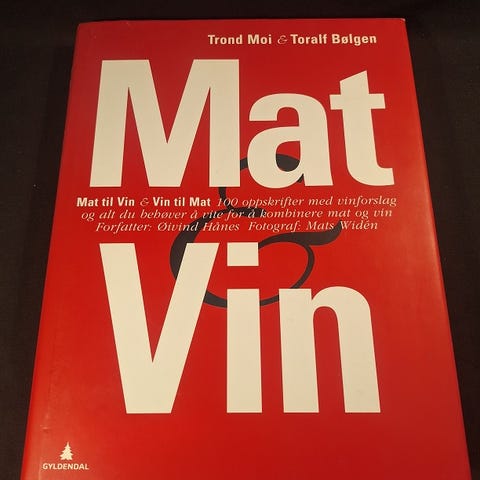 Trond Moi & Toralf Bølgen
Mat
&
Mat til Vin & Vin til Mat 100 oppskrifter med vinforslag
og alt du behøver å vite for å kombinere mat og vin
Forfatter: Øivind Hånes Fotograf: Mats Widén
Vin
GYLDENDAL